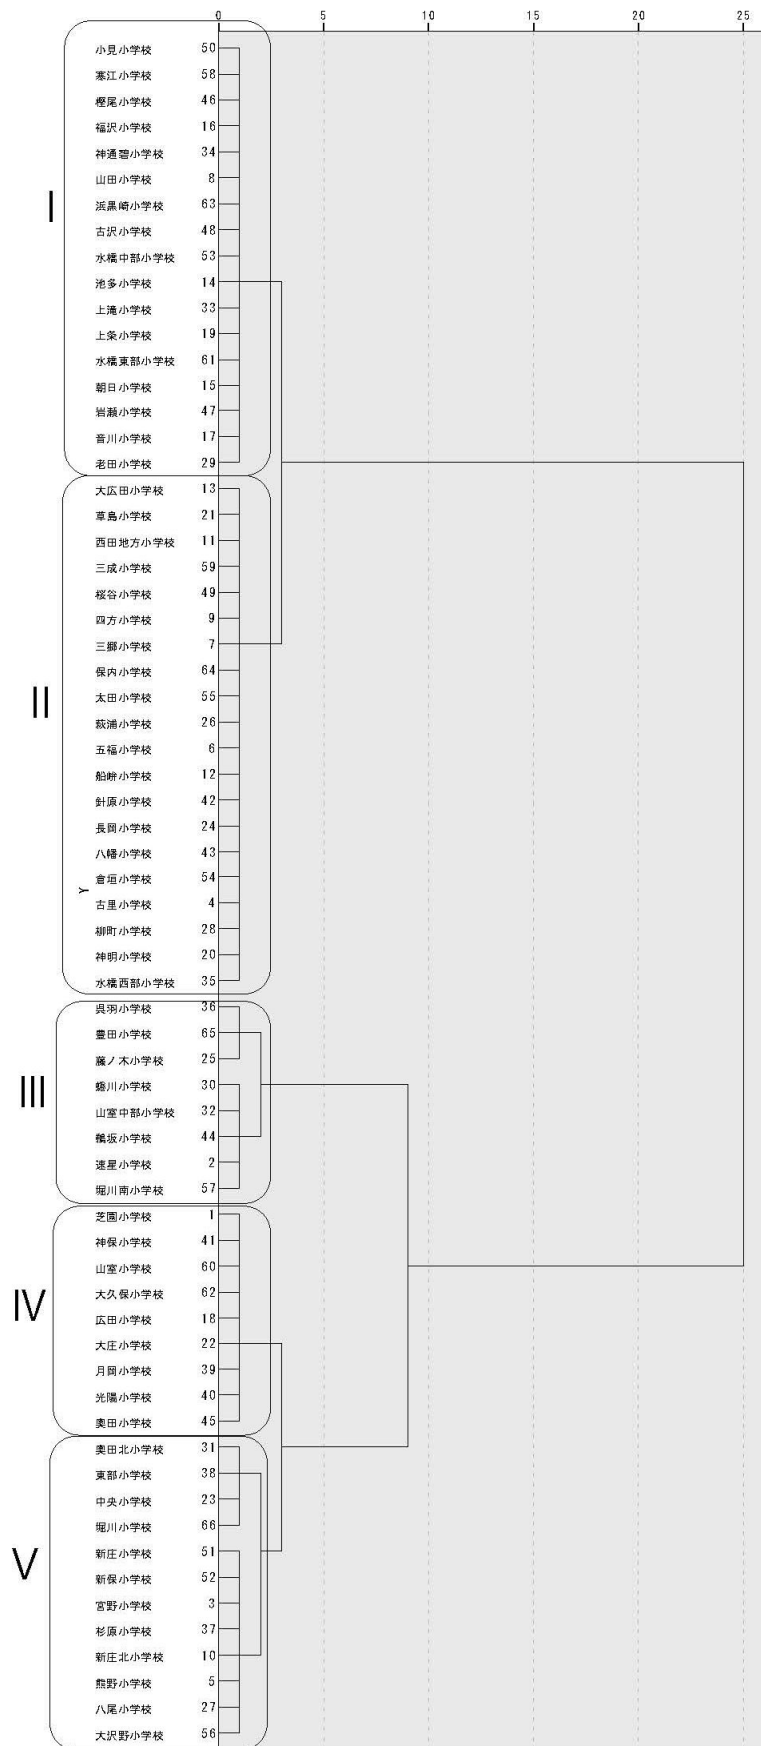 0 5 10 15 20 25
小見小学校 50
寒江小学校 58
樫尾小学校 46
福沢小学校 16
神通碧小学校 34
山田小学校 8
浜黒崎小学校 63
古沢小学校 48
水橋中部小学校 53
池多小学校 14
上滝小学校 33
上条小学校 19
水橋東部小学校 61
朝日小学校 15
岩瀬小学校 47
音川小学校 17
老田小学校 29
I
大広田小学校 13
草島小学校 21
西田地方小学校 11
三成小学校 59
桜谷小学校 49
四方小学校 9
三郷小学校 7
保内小学校 64
太田小学校 55
萩浦小学校 26
五福小学校 6
船峅小学校 12
針原小学校 42
長岡小学校 24
八幡小学校 43
倉垣小学校 54
古里小学校 4
柳町小学校 28
神明小学校 20
水橋西部小学校 35
II
Y
呉羽小学校 36
豊田小学校 65
藤ノ木小学校 25
蜷川小学校 30
山室中部小学校 32
鵜坂小学校 44
速星小学校 2
堀川南小学校 57
III
芝園小学校 1
神保小学校 41
山室小学校 60
大久保小学校 62
広田小学校 18
大庄小学校 22
月岡小学校 39
光陽小学校 40
奥田小学校 45
IV
奥田北小学校 31
東部小学校 38
中央小学校 23
堀川小学校 66
新庄小学校 51
新保小学校 52
宮野小学校 3
杉原小学校 37
新庄北小学校 10
熊野小学校 5
八尾小学校 27
大沢野小学校 56
V